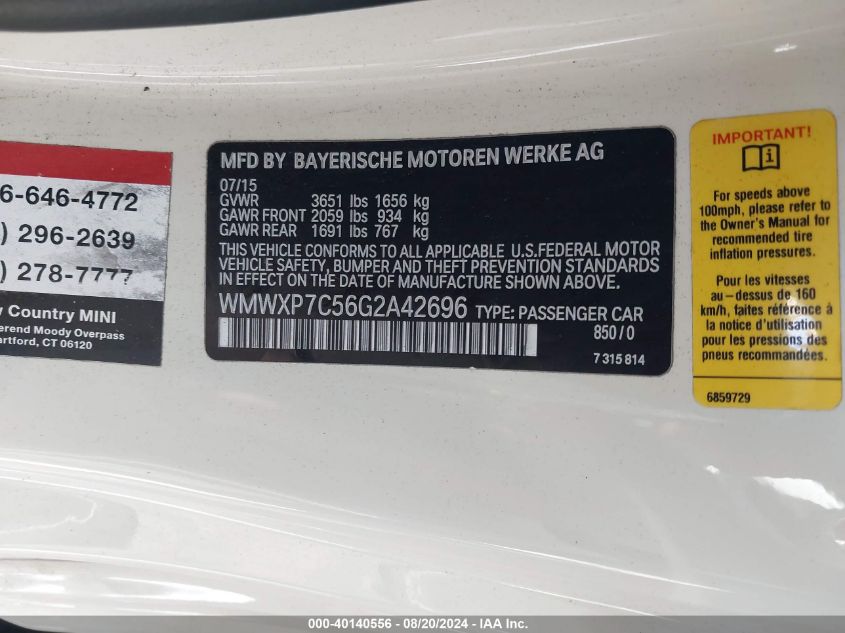 6-646-4772
) 296-2639
) 278-7777
y Country MINI
erend Moody Overpass
artford, CT 06120
MFD BY BAYERISCHE MOTOREN WERKE AG
07/15
GVWR 3651 lbs 1656 kg
GAWR FRONT 2059 lbs 934 kg
GAWR REAR 1691 lbs 767 kg
THIS VEHICLE CONFORMS TO ALL APPLICABLE U.S.FEDERAL MOTOR
VEHICLE SAFETY, BUMPER AND THEFT PREVENTION STANDARDS
IN EFFECT ON THE DATE OF MANUFACTURE SHOWN ABOVE.
WMWXP7C56G2A42696 TYPE: PASSENGER CAR
850/0
7 315 814
IMPORTANT!
For speeds above
100mph, please refer to
the Owner's Manual for
recommended tire
inflation pressures.
Pour les vitesses
au-dessus de 160
km/h, faites référence à
la notice d'utilisation
pour les pressions des
pneus recommandées.
6859729
000-40140556 - 08/20/2024 - IAA Inc.